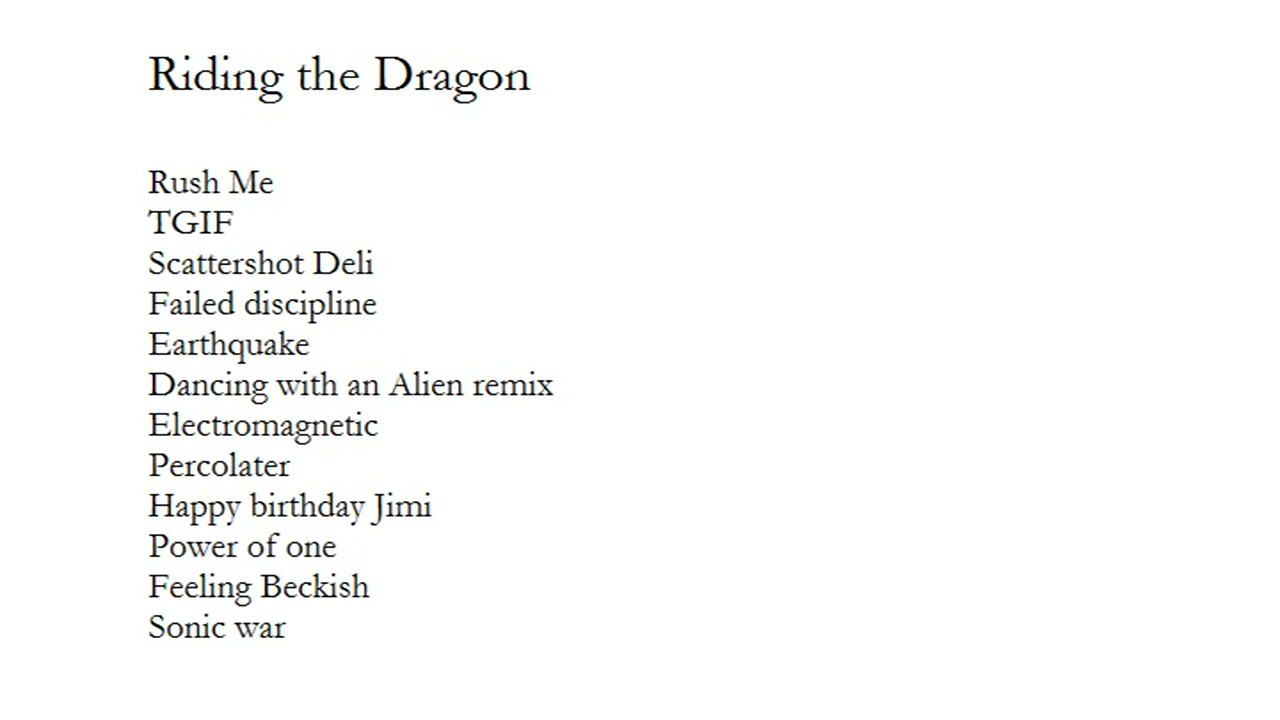 Riding the Dragon
Rush Me
TGIF
Scattershot Deli
Failed discipline
Earthquake
Dancing with an Alien remix
Electromagnetic
Percolater
Happy birthday Jimi
Power of one
Feeling Beckish
Sonic war